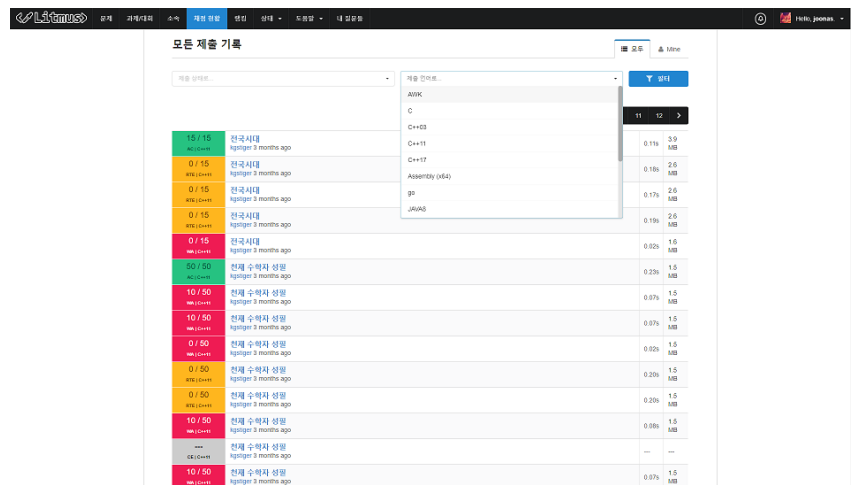 </Litmus>
문제 과제/대회 소속 채점 현황 랭킹 상태 도움말 내 질문들
Hello, joonas.
모든 제출 기록
모두 Mine
제출 상태로...
제출 언어로...
필터
AWK
C
C++03
C++11
C++17
Assembly (x64)
go
JAVA8
11 12
15 / 15 전국시대 0.11s 3.9 MB
AC | C++11 kgstiger 3 months ago
0 / 15 전국시대 0.18s 2.6 MB
RTE | C++11 kgstiger 3 months ago
0 / 15 전국시대 0.17s 2.6 MB
RTE | C++11 kgstiger 3 months ago
0 / 15 전국시대 0.19s 2.6 MB
RTE | C++11 kgstiger 3 months ago
0 / 15 전국시대 0.02s 1.6 MB
WA | C++11 kgstiger 3 months ago
50 / 50 천재 수학자 성필 0.23s 1.5 MB
AC | C++11 kgstiger 3 months ago
10 / 50 천재 수학자 성필 0.07s 1.5 MB
WA | C++11 kgstiger 3 months ago
10 / 50 천재 수학자 성필 0.07s 1.5 MB
WA | C++11 kgstiger 3 months ago
0 / 50 천재 수학자 성필 0.02s 1.5 MB
WA | C++11 kgstiger 3 months ago
0 / 50 천재 수학자 성필 0.20s 1.5 MB
RTE | C++11 kgstiger 3 months ago
0 / 50 천재 수학자 성필 0.20s 1.5 MB
RTE | C++11 kgstiger 3 months ago
10 / 50 천재 수학자 성필 0.08s 1.5 MB
WA | C++11 kgstiger 3 months ago
--- 천재 수학자 성필 --- ---
CE | C++11 kgstiger 3 months ago
10 / 50 천재 수학자 성필 0.07s 1.5 MB
WA | C++11 kgstiger 3 months ago